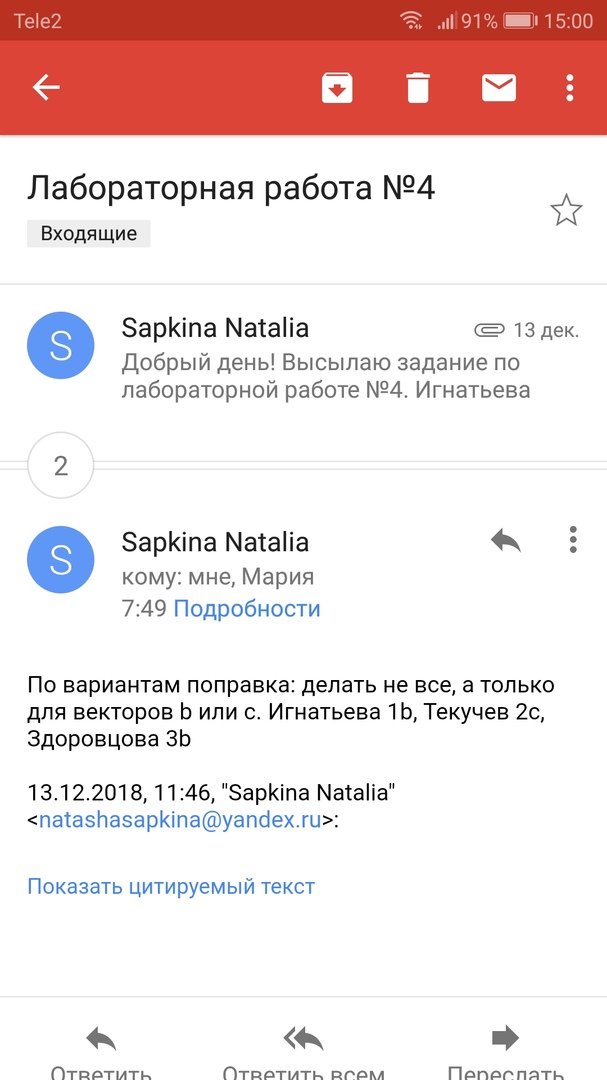 Tele2 91% 15:00
Лабораторная работа №4
Входящие
S
Sapkina Natalia 13 дек.
Добрый день! Высылаю задание по
лабораторной работе №4. Игнатьева
2
S
Sapkina Natalia
кому: мне, Мария
7:49 Подробности
По вариантам поправка: делать не все, а только
для векторов b или с. Игнатьева 1b, Текучев 2с,
Здоровцова 3b
13.12.2018, 11:46, "Sapkina Natalia"
<natashasapkina@yandex.ru>:
Показать цитируемый текст
Ответить Ответить всем Переслать